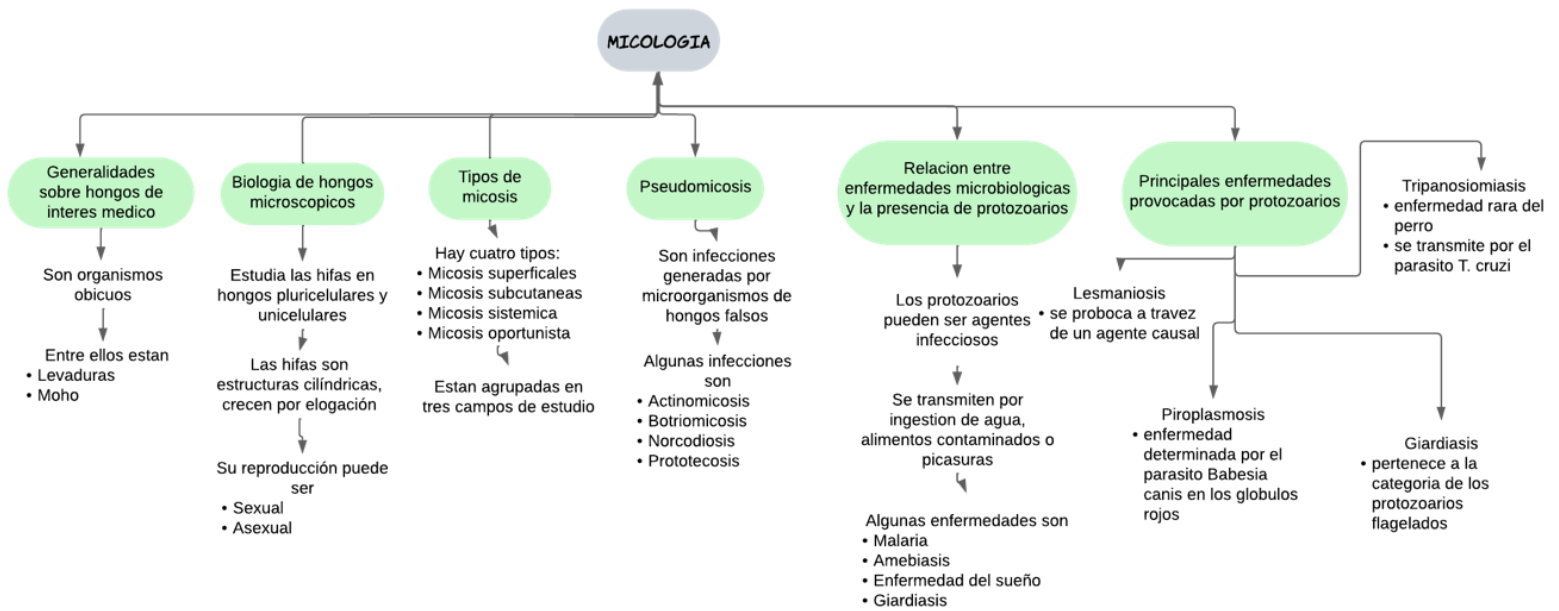 MICOLOGIA
Generalidades
sobre hongos de
interes medico
Son organismos
obicuos
Entre ellos estan
• Levaduras
• Moho
Biologia de hongos
microscopicos
Estudia las hifas en
hongos pluricelulares y
unicelulares
Las hifas son
estructuras cilíndricas,
crecen por elogación
Su reproducción puede
ser
• Sexual
• Asexual
Tipos de
micosis
Hay cuatro tipos:
• Micosis superficales
• Micosis subcutaneas
• Micosis sistemica
• Micosis oportunista
Estan agrupadas en
tres campos de estudio
Pseudomicosis
Son infecciones
generadas por
microorganismos de
hongos falsos
Algunas infecciones
son
• Actinomicosis
• Botriomicosis
• Norcodiosis
• Prototecosis
Relacion entre
enfermedades microbiologicas
y la presencia de protozoarios
Los protozoarios
pueden ser agentes
infecciosos
Se transmiten por
ingestion de agua,
alimentos contaminados o
picasuras
Algunas enfermedades son
• Malaria
• Amebiasis
• Enfermedad del sueño
• Giardiasis
Principales enfermedades
provocadas por protozoarios
Lesmaniosis
• se proboca a travez
de un agente causal
Piroplasmosis
• enfermedad
determinada por el
parasito Babesia
canis en los globulos
rojos
Giardiasis
• pertenece a la
categoria de los
protozoarios
flagelados
Tripanosiomiasis
• enfermedad rara del
perro
• se transmite por el
parasito T. cruzi